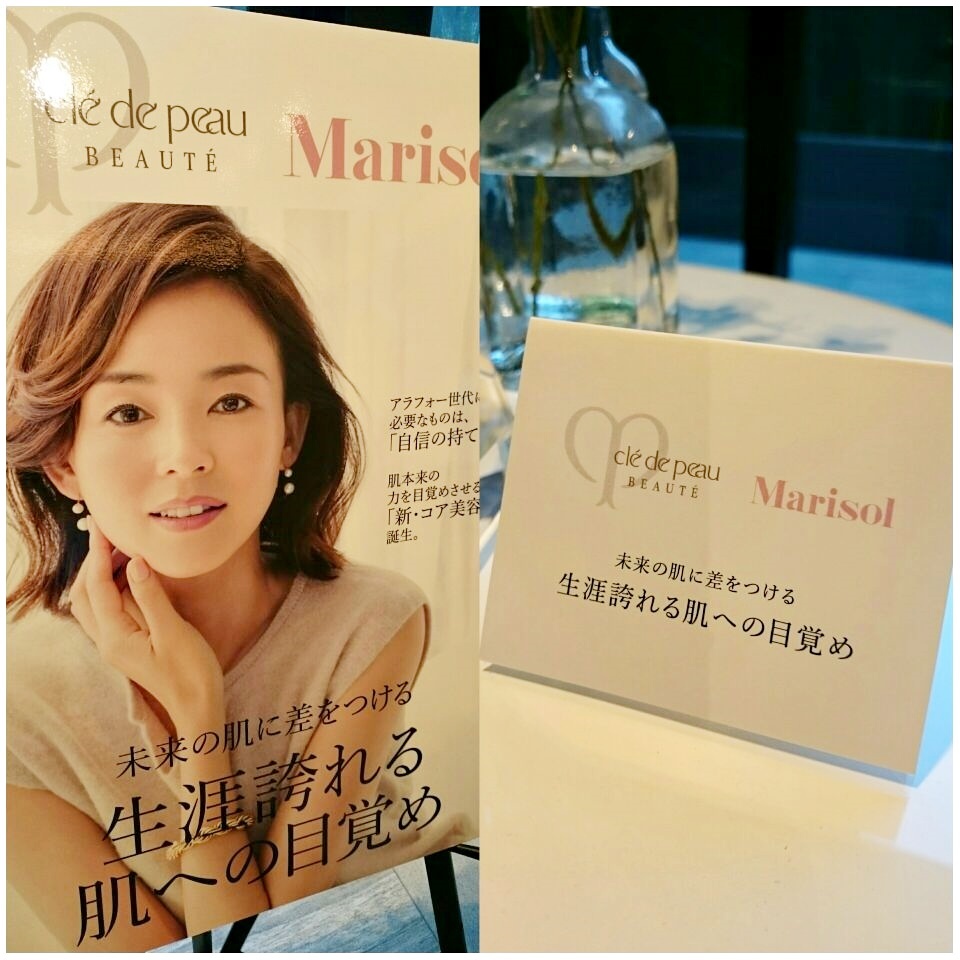 clé de peau
BEAUTÉ
Mariso
アラフォー世代に
必要なものは、
「自信の持て
肌本来の
力を目覚めさせる
「新・コア美容
誕生。
未来の肌に差をつける
生涯誇れる
肌への目覚め
clé de peau
BEAUTÉ
Marisol
未来の肌に差をつける
生涯誇れる肌への目覚め